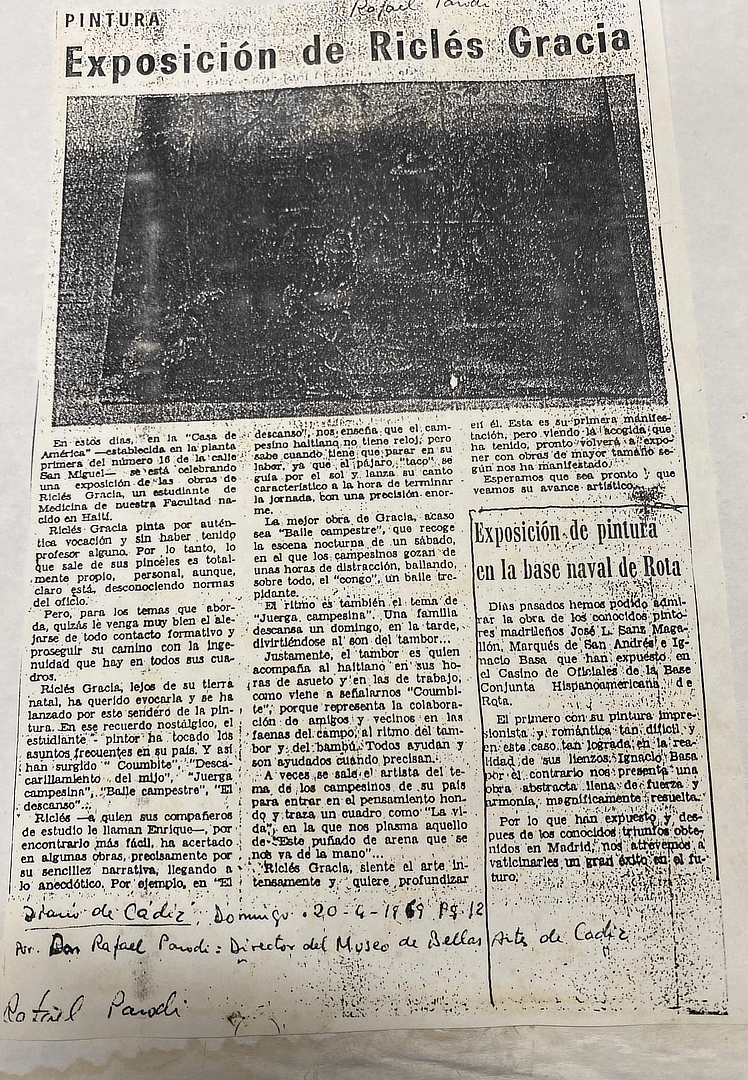 Rafael Parodi
PINTURA
Exposición de Riclés Gracia
En estos días, en la "Casa de
América" —establecida en la planta
primera del número 16 de la calle
San Miguel— se está celebrando
una exposición de las obras de
Riclés Gracia, un estudiante de
Medicina de nuestra Facultad na-
cido en Haití.
Riclés Gracia pinta por autén-
tica vocación y sin haber tenido
profesor alguno. Por lo tanto, lo
que sale de sus pinceles es total-
mente propio, personal, aunque,
claro está, desconociendo normas
del oficio.
Pero, para los temas que abor-
da, quizás le venga muy bien el ale-
jarse de todo contacto formativo y
proseguir su camino con la inge-
nuidad que hay en todos sus cua-
dros.
Riclés Gracia, lejos de su tierra
natal, ha querido evocarla y se ha
lanzado por este sendero de la pin-
tura. En ese recuerdo nostálgico, el
estudiante - pintor ha tocado los
asuntos frecuentes en su país. Y así
han surgido " Coumbite", "Desca-
carillamiento del mijo", "Juerga
campesina", "Baile campestre", "El
descanso"...
Riclés —a quien sus compañeros
de estudio le llaman Enrique—, por
encontrarlo más fácil, ha acertado
en algunas obras, precisamente por
su sencillez narrativa, llegando a
lo anecdótico. Por ejemplo, en "El
descanso", nos enseña que el cam-
pesino haitiano no tiene reloj, pero
sabe cuando tiene que parar en su
labor, ya que el pájaro "taco", se
guía por el sol y lanza su canto
característico a la hora de terminar
la jornada, con una precisión enor-
me.
La mejor obra de Gracia, acaso
sea "Baile campestre", que recoge
la escena nocturna de un sábado,
en el que los campesinos gozan de
unas horas de distracción, bailando,
sobre todo, el "congo", un baile tre-
pidante.
El ritmo es también el tema de
"Juerga campesina". Una familia
descansa un domingo, en la tarde,
divirtiéndose al son del tambor...
Justamente, el tambor es quien
acompaña al haitiano en sus ho-
ras de asueto y en las de trabajo,
como viene a señalarnos "Coumbi-
te", porque representa la colabora-
ción de amigos y vecinos en las
faenas del campo, al ritmo del tam-
bor y del bambú. Todos ayudan y
son ayudados cuando precisan.
A veces se sale el artista del te-
ma de los campesinos de su país
para entrar en el pensamiento hon-
do y traza un cuadro como "La vi-
da", en la que nos plasma aquello
de "Este puñado de arena que se
nos va de la mano"...
Riclés Gracia, siente el arte in-
tensamente y quiere profundizar
en él. Esta es su primera manifes-
tación, pero viendo la acogida que
ha tenido, pronto volverá a expo-
ner con obras de mayor tamaño se-
gún nos ha manifestado.
Esperamos que sea pronto y que
veamos su avance artístico.
Exposición de pintura
en la base naval de Rota
Días pasados hemos podido admi-
rar la obra de los conocidos pinto-
res madrileños José L. Sanz Maga-
llón, Marqués de San Andrés e Ig-
nacio Basa que han expuesto en
el Casino de Oficiales de la Base
Conjunta Hispanoamericana de
Rota.
El primero con su pintura impre-
sionista y romántica tan difícil y
en este caso tan lograda en la rea-
lidad de sus lienzos. Ignacio Basa
por el contrario nos presenta una
obra abstracta llena de fuerza y
armonía, magníficamente resuelta.
Por lo que han expuesto y des-
pues de los conocidos triunfos obte-
nidos en Madrid, nos atrevemos a
vaticinarles un gran éxito en el fu-
turo.
Diario de Cadiz, Domingo 20-4-1969 Pg. 12
Por. Don Rafael Parodi: Director del Museo de Bellas Artes de Cadiz
Rafael Parodi